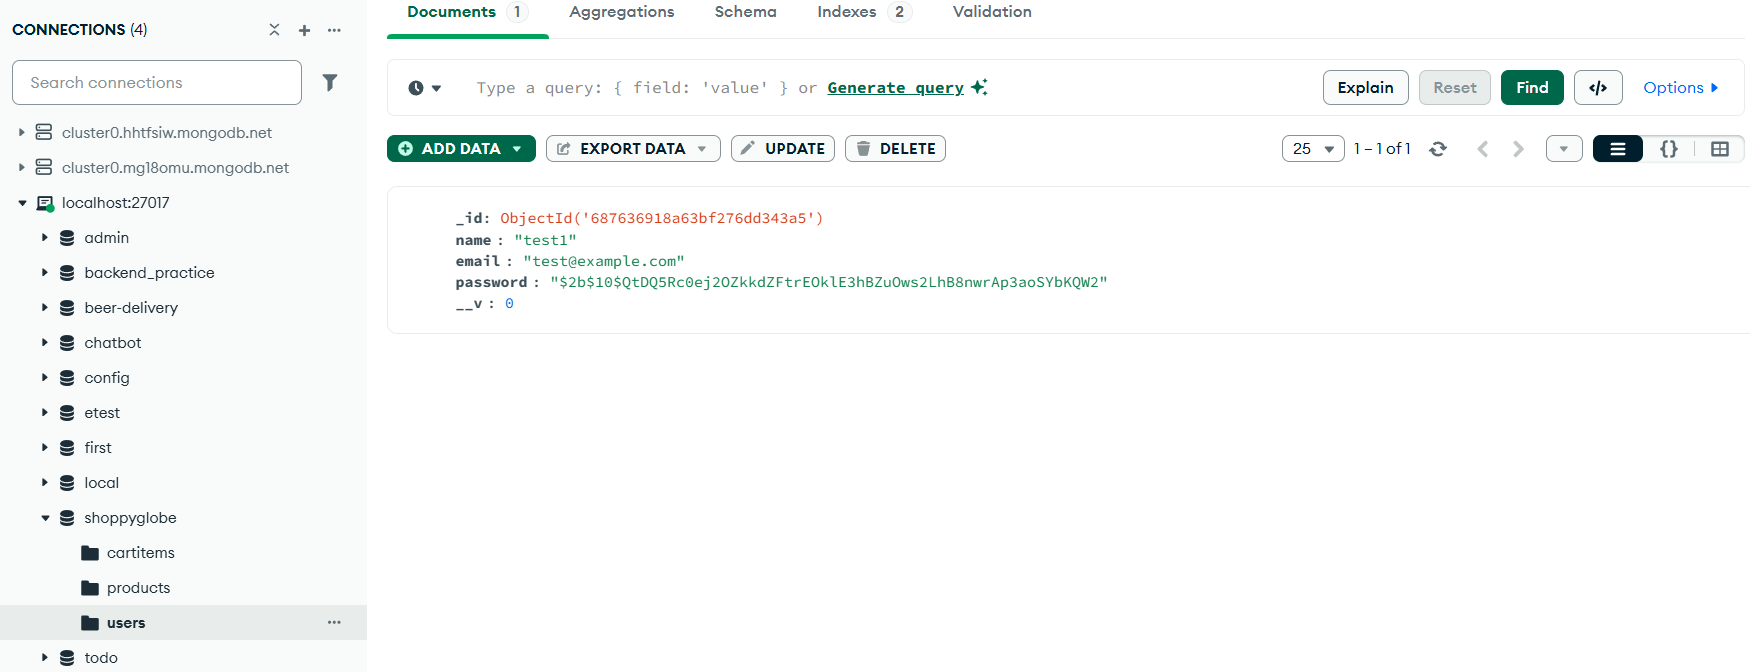 CONNECTIONS (4)
Search connections
cluster0.hhtfsiw.mongodb.net
cluster0.mg18omu.mongodb.net
localhost:27017
admin
backend_practice
beer-delivery
chatbot
config
etest
first
local
shoppyglobe
cartitems
products
users
todo
Documents 1 Aggregations Schema Indexes 2 Validation
Type a query: { field: 'value' } or Generate query Explain Reset Find </> Options
ADD DATA EXPORT DATA UPDATE DELETE 25 1 – 1 of 1 {}
_id: ObjectId('687636918a63bf276dd343a5')
name : "test1"
email : "test@example.com"
password : "$2b$10$QtDQ5Rc0ej2OZkkdZFtrEOklE3hBZuOws2LhB8nwrAp3aoSYbKQW2"
__v : 0